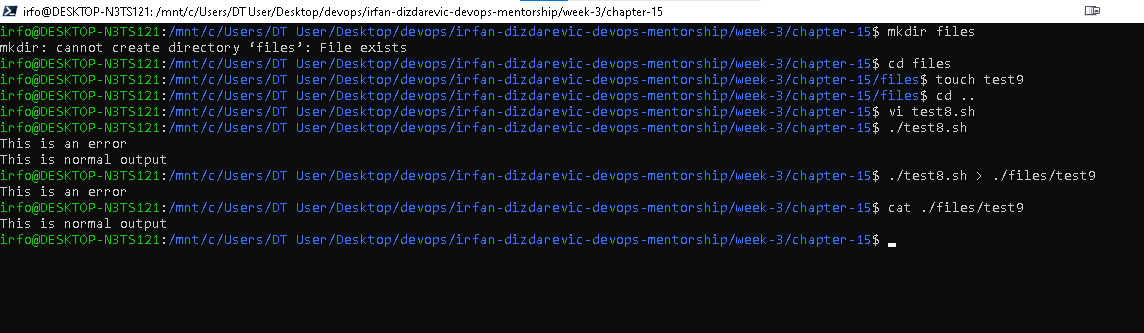 irfo@DESKTOP-N3TS121: /mnt/c/Users/DT User/Desktop/devops/irfan-dizdarevic-devops-mentorship/week-3/chapter-15
irfo@DESKTOP-N3TS121:/mnt/c/Users/DT User/Desktop/devops/irfan-dizdarevic-devops-mentorship/week-3/chapter-15$ mkdir files
mkdir: cannot create directory ‘files’: File exists
irfo@DESKTOP-N3TS121:/mnt/c/Users/DT User/Desktop/devops/irfan-dizdarevic-devops-mentorship/week-3/chapter-15$ cd files
irfo@DESKTOP-N3TS121:/mnt/c/Users/DT User/Desktop/devops/irfan-dizdarevic-devops-mentorship/week-3/chapter-15/files$ touch test9
irfo@DESKTOP-N3TS121:/mnt/c/Users/DT User/Desktop/devops/irfan-dizdarevic-devops-mentorship/week-3/chapter-15/files$ cd ..
irfo@DESKTOP-N3TS121:/mnt/c/Users/DT User/Desktop/devops/irfan-dizdarevic-devops-mentorship/week-3/chapter-15$ vi test8.sh
irfo@DESKTOP-N3TS121:/mnt/c/Users/DT User/Desktop/devops/irfan-dizdarevic-devops-mentorship/week-3/chapter-15$ ./test8.sh
This is an error
This is normal output
irfo@DESKTOP-N3TS121:/mnt/c/Users/DT User/Desktop/devops/irfan-dizdarevic-devops-mentorship/week-3/chapter-15$ ./test8.sh > ./files/test9
This is an error
irfo@DESKTOP-N3TS121:/mnt/c/Users/DT User/Desktop/devops/irfan-dizdarevic-devops-mentorship/week-3/chapter-15$ cat ./files/test9
This is normal output
irfo@DESKTOP-N3TS121:/mnt/c/Users/DT User/Desktop/devops/irfan-dizdarevic-devops-mentorship/week-3/chapter-15$